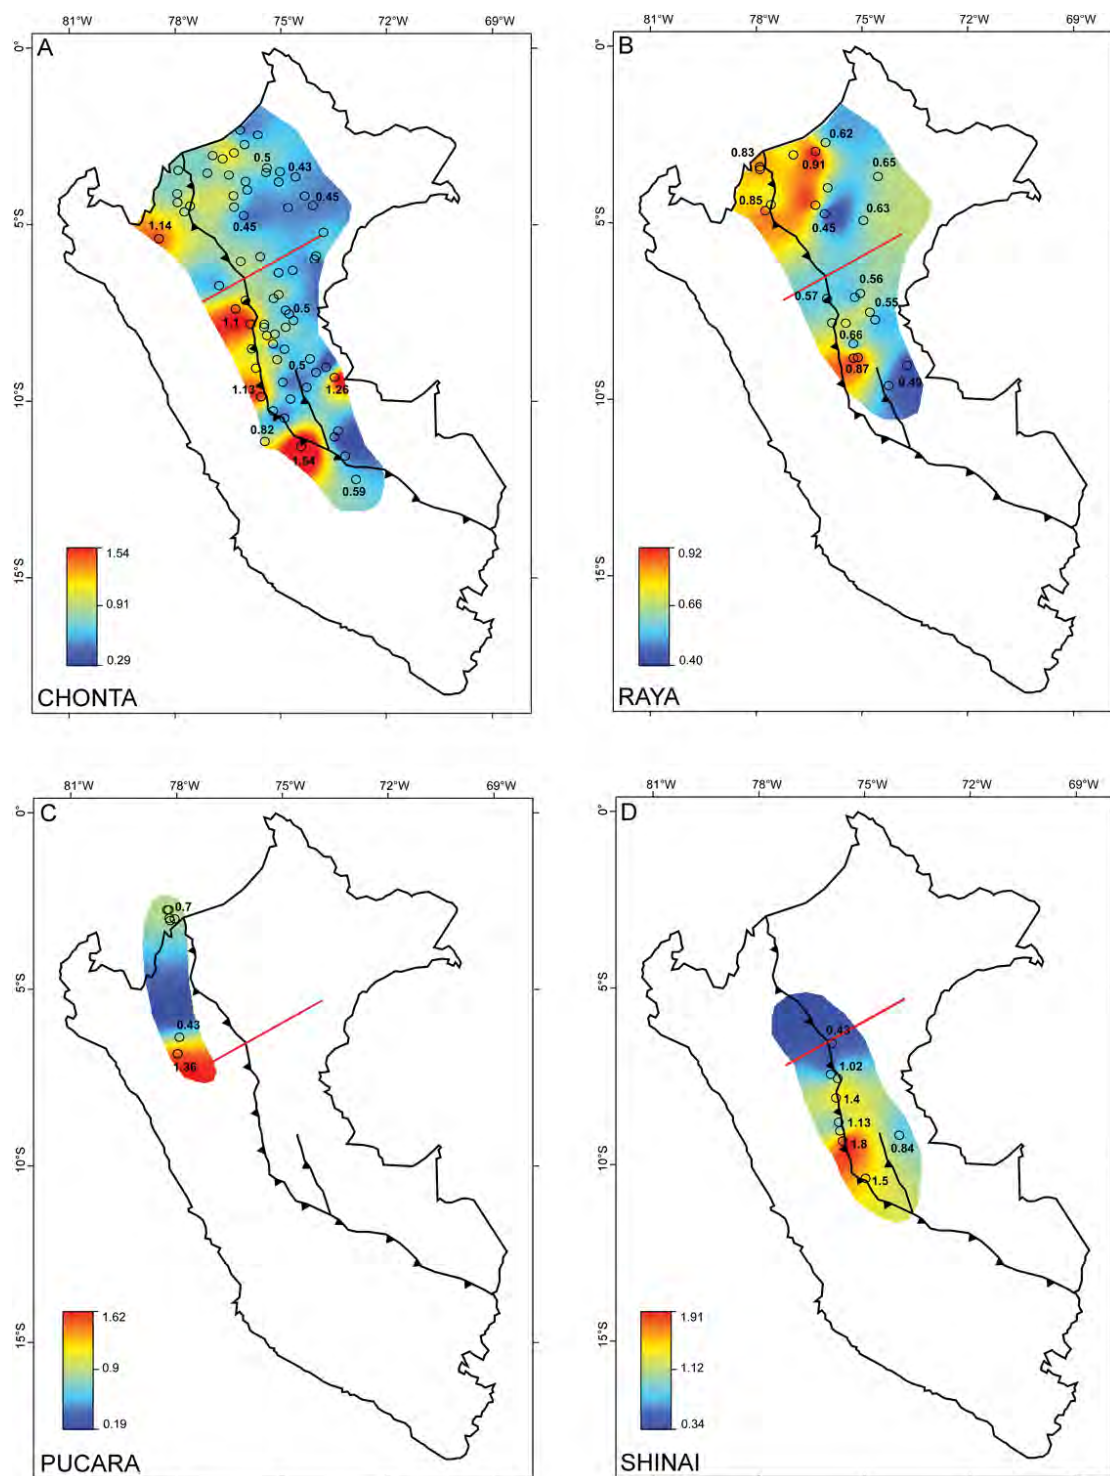 81°W 78°W 75°W 72°W 69°W
A
0°
5°S
10°S
15°S
0.5
0.43
0.45
0.45
1.14
1.1
0.5
0.5
1.13
1.26
0.82
1.54
0.59
1.54
0.91
0.29
CHONTA
81°W 78°W 75°W 72°W 69°W
B
0°
5°S
10°S
15°S
0.62
0.83
0.91
0.65
0.85
0.45
0.63
0.57
0.56
0.55
0.66
0.87
0.49
0.92
0.66
0.40
RAYA
81°W 78°W 75°W 72°W 69°W
C
0°
5°S
10°S
15°S
0.7
0.43
1.36
1.62
0.9
0.19
PUCARA
81°W 78°W 75°W 72°W 69°W
D
0°
5°S
10°S
15°S
0.43
1.02
1.4
1.13
1.8
0.84
1.5
1.91
1.12
0.34
SHINAI